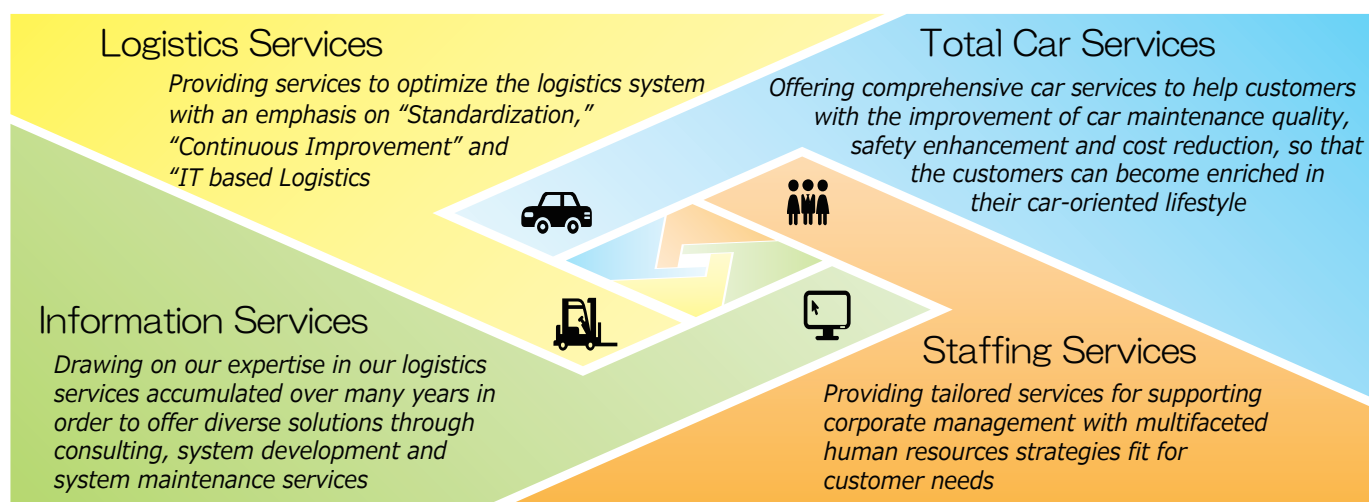 Logistics Services
Providing services to optimize the logistics system
with an emphasis on “Standardization,”
“Continuous Improvement” and
“IT based Logistics
Total Car Services
Offering comprehensive car services to help customers
with the improvement of car maintenance quality,
safety enhancement and cost reduction, so that
the customers can become enriched in
their car-oriented lifestyle
Information Services
Drawing on our expertise in our logistics
services accumulated over many years in
order to offer diverse solutions through
consulting, system development and
system maintenance services
Staffing Services
Providing tailored services for supporting
corporate management with multifaceted
human resources strategies fit for
customer needs